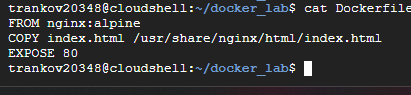 trankov20348@cloudshell:~/docker_lab$ cat Dockerfile
FROM nginx:alpine
COPY index.html /usr/share/nginx/html/index.html
EXPOSE 80
trankov20348@cloudshell:~/docker_lab$